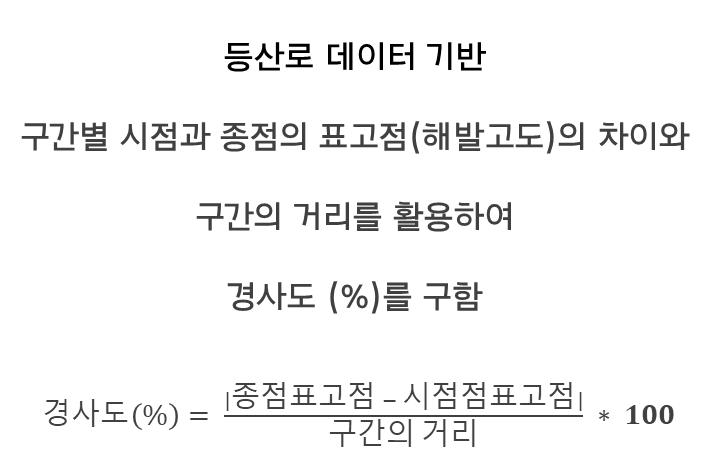 등산로 데이터 기반
구간별 시점과 종점의 표고점(해발고도)의 차이와
구간의 거리를 활용하여
경사도 (%)를 구함
경사도(%) = |종점표고점 – 시점점표고점| / 구간의 거리 * 100